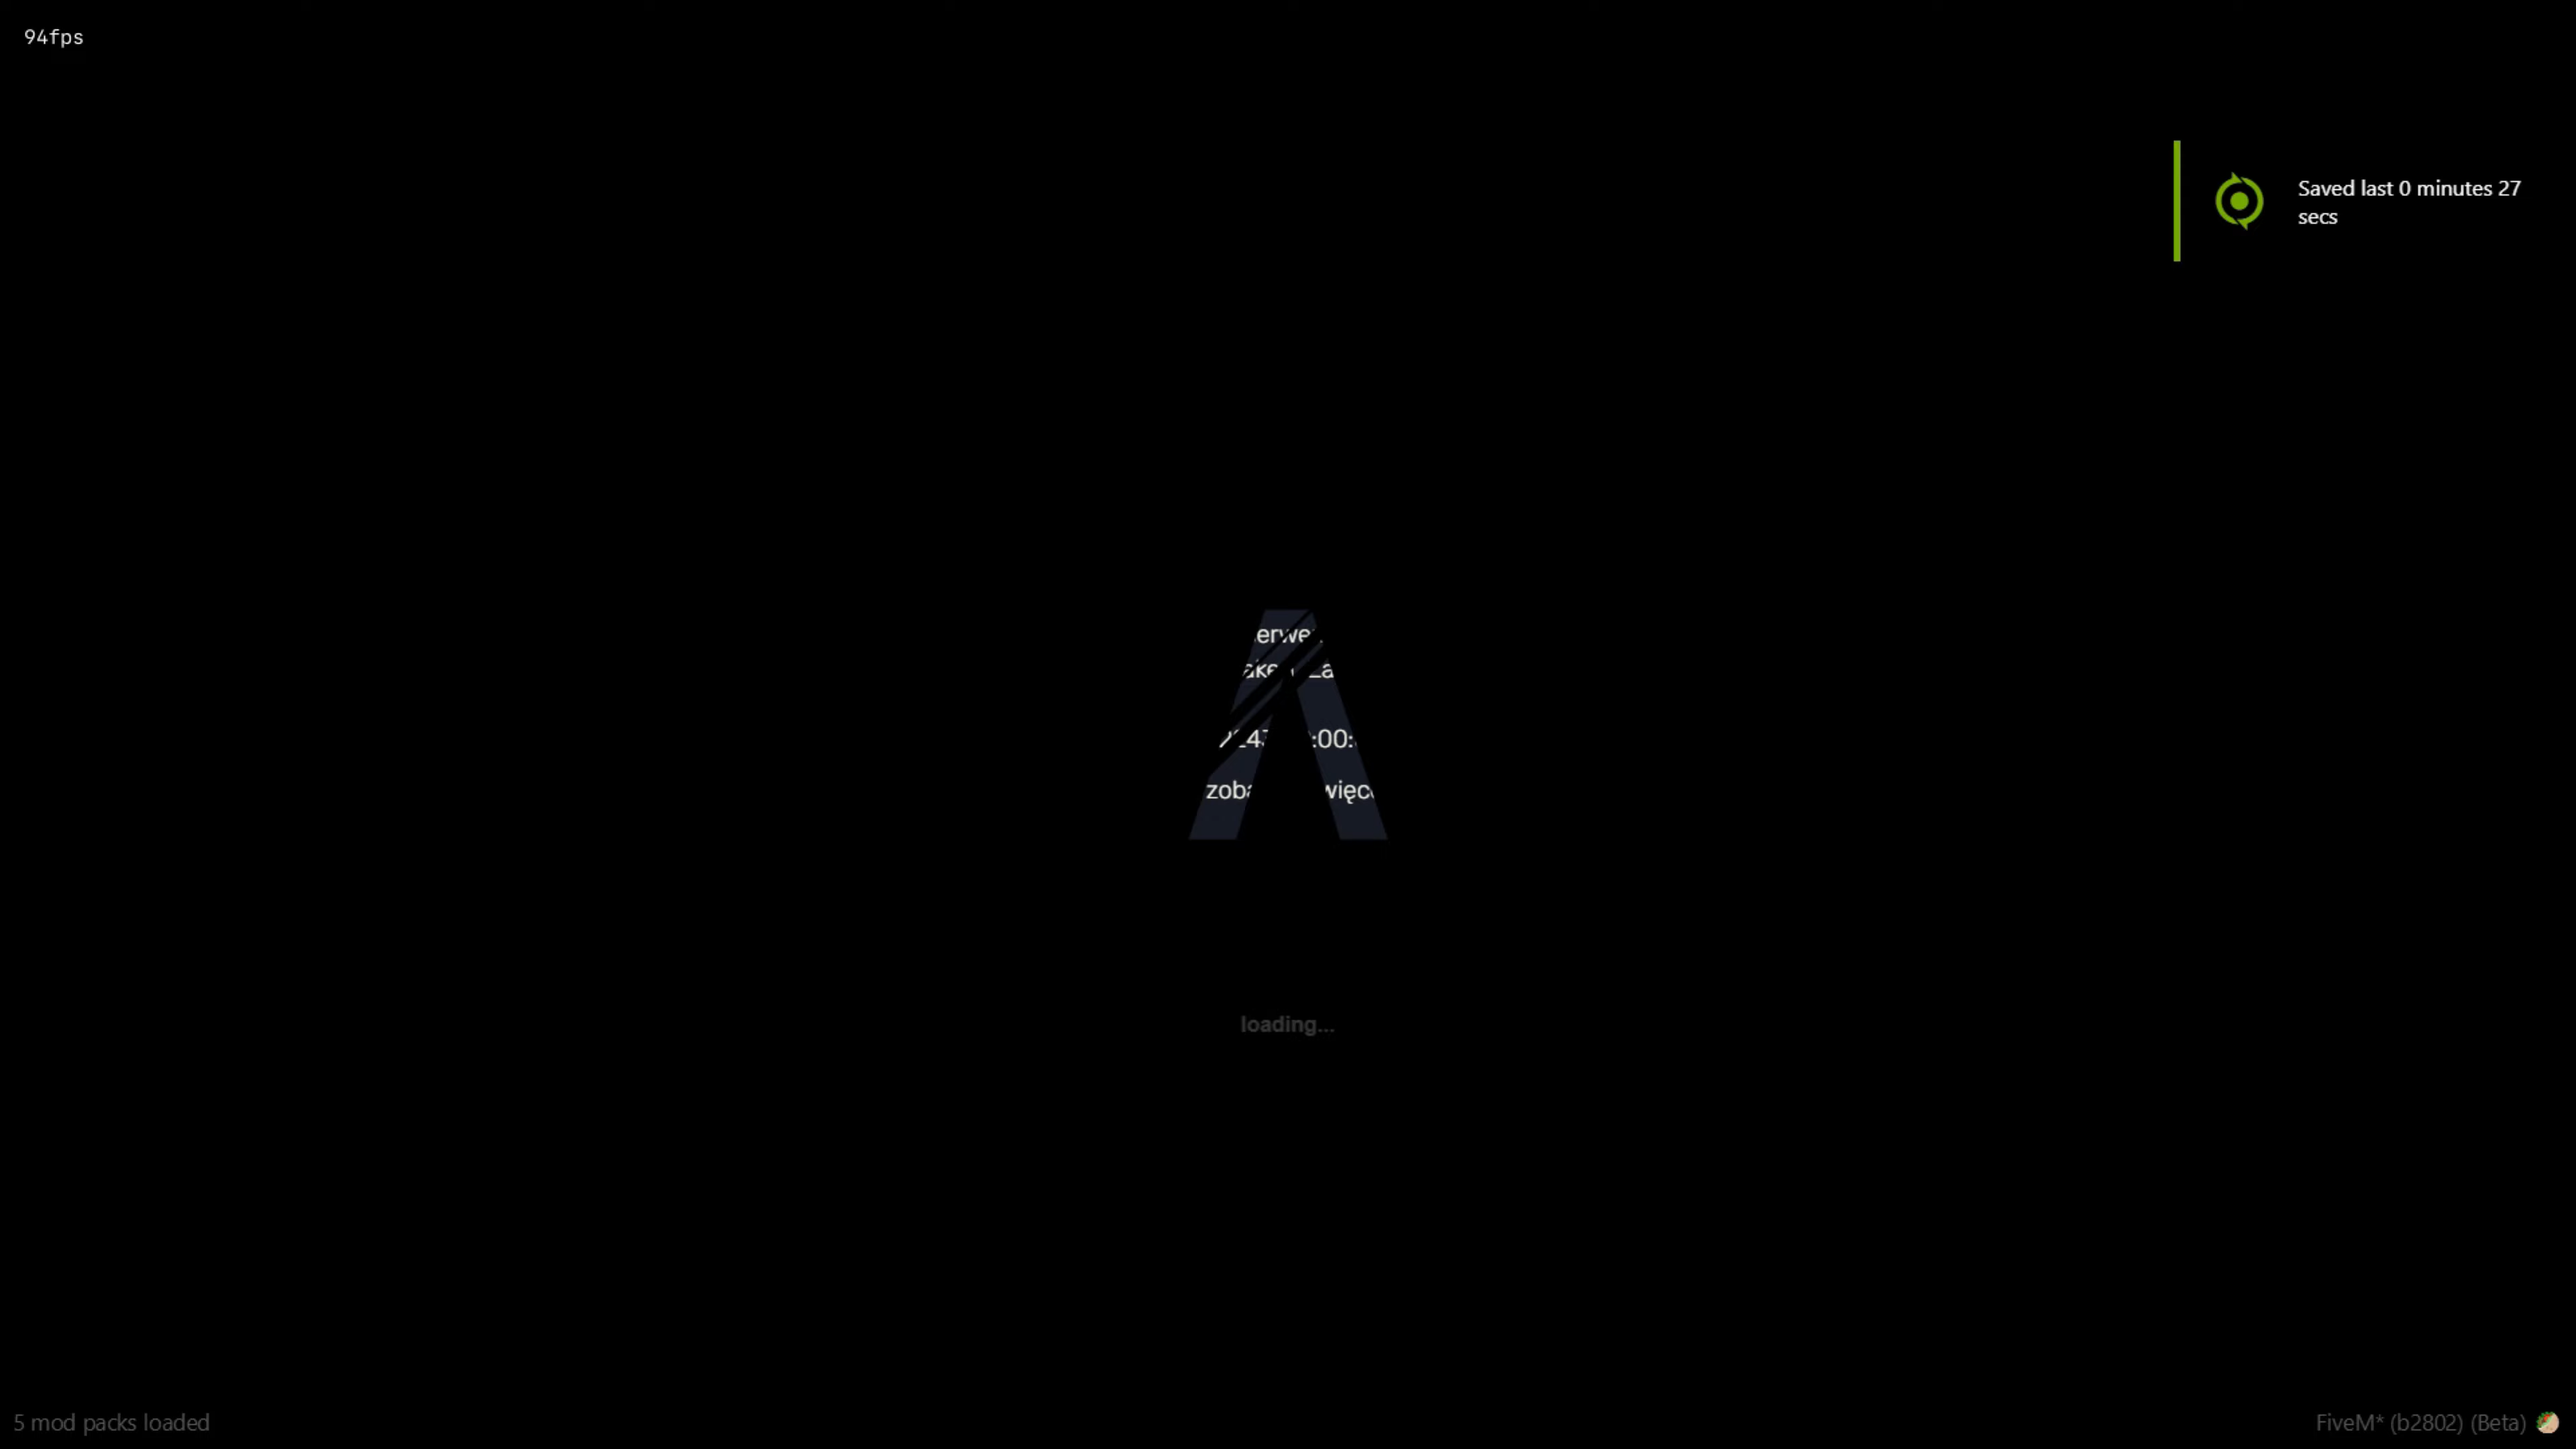 94fps
Saved last 0 minutes 27
secs
loading...
5 mod packs loaded
FiveM* (b2802) (Beta)